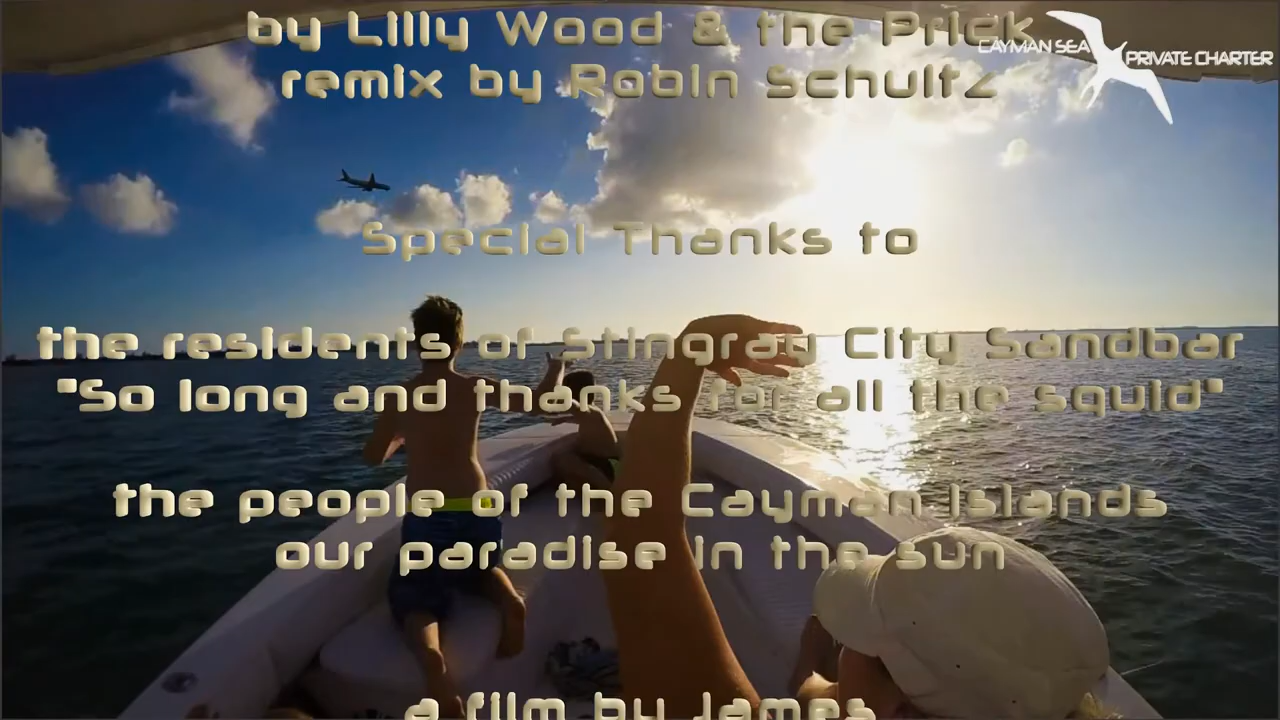 by Lilly Wood & the Prick
CAYMAN SEA
PRIVATE CHARTER
remix by Robin Schultz
Special Thanks to
the residents of Stingray City Sandbar
"So long and thanks for all the squid"
the people of the Cayman Islands
our paradise in the sun
a film by James